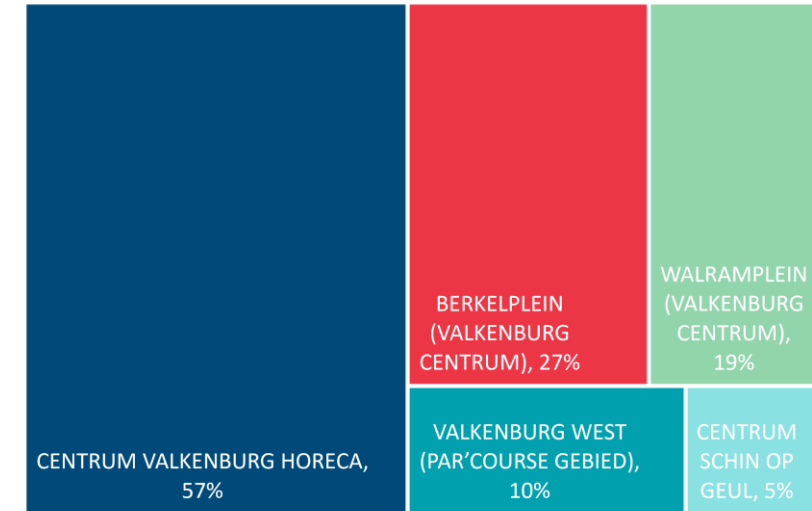 CENTRUM VALKENBURG HORECA,
57%
BERKELPLEIN
(VALKENBURG
CENTRUM), 27%
WALRAMPLEIN
(VALKENBURG
CENTRUM),
19%
VALKENBURG WEST
(PAR’COURSE GEBIED),
10%
CENTRUM
SCHIN OP
GEUL, 5%